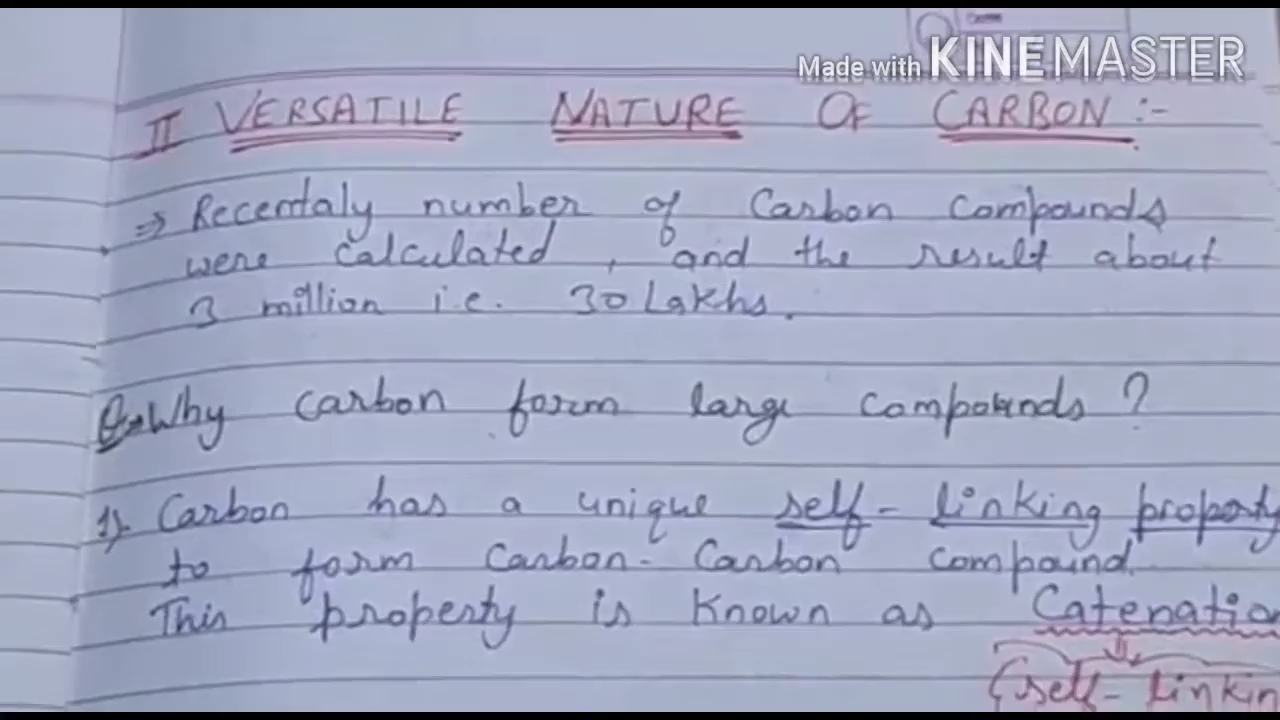 Made with KINEMASTER
II VERSATILE NATURE OF CARBON :-
⇒ Recentaly number of Carbon Compounds
were calculated, and the result about
3 million i.e. 30 Lakhs.
Q→ Why carbon form large compounds ?
1) Carbon has a unique self-linking property
to form Carbon-Carbon compound.
This property is known as Catenatio
(self-linkin